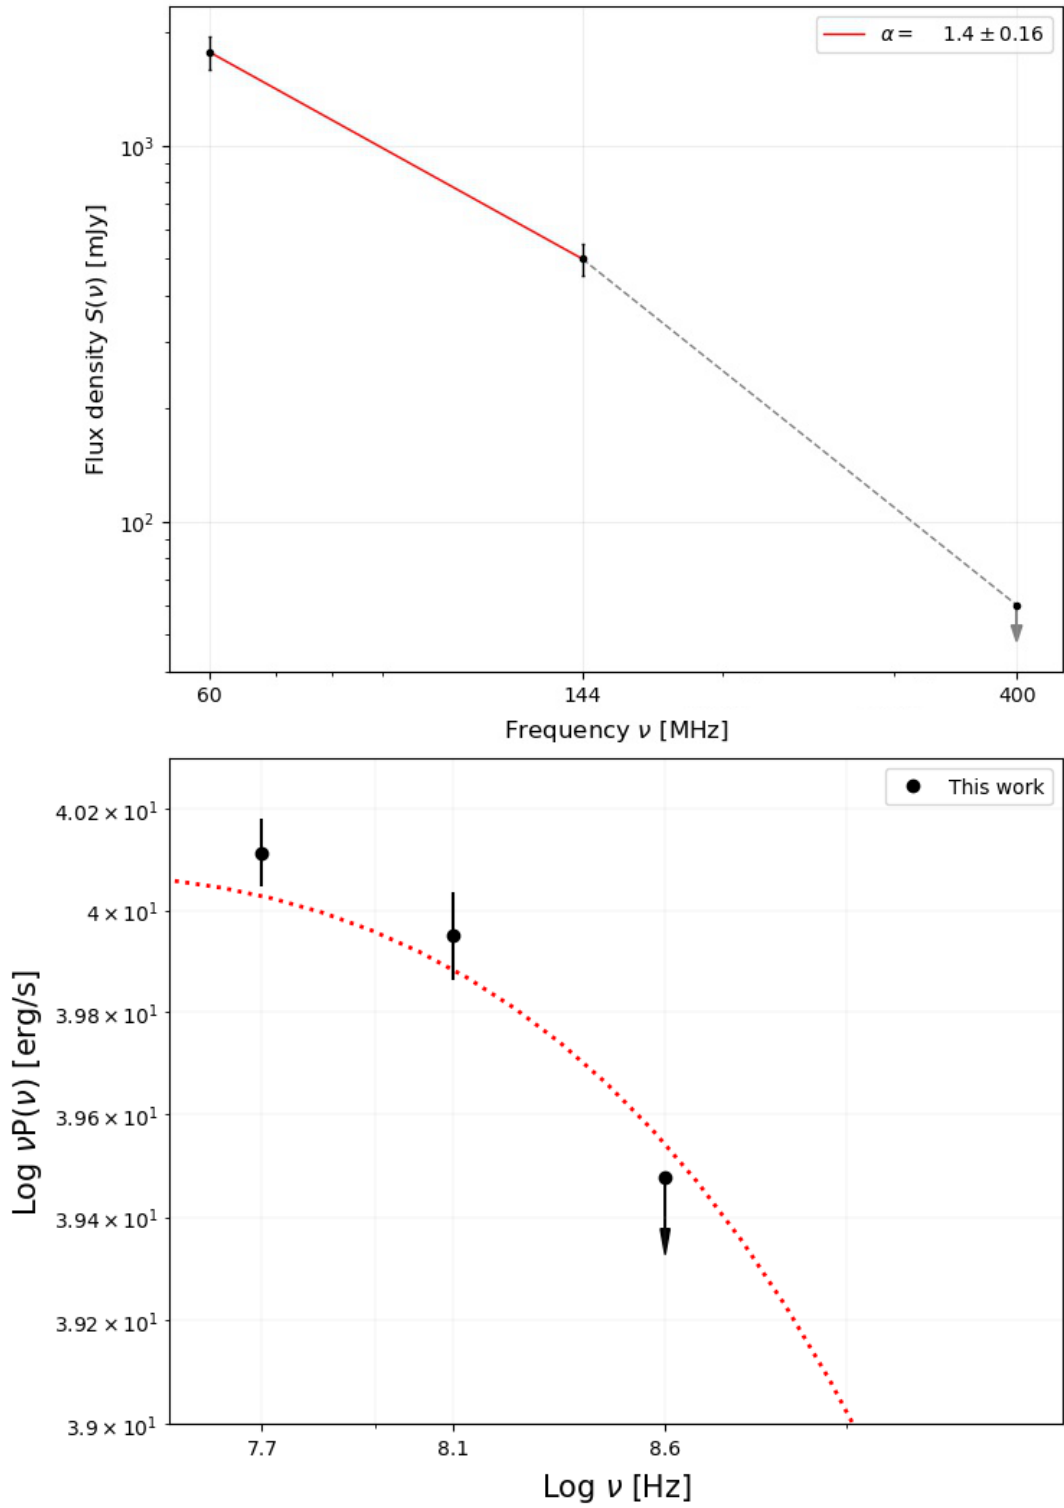 α = 1.4 ± 0.16
10³
10²
Flux density S(ν) [mJy]
60 144 400
Frequency ν [MHz]
This work
4.02 × 10¹
4 × 10¹
3.98 × 10¹
3.96 × 10¹
3.94 × 10¹
3.92 × 10¹
3.9 × 10¹
Log νP(ν) [erg/s]
7.7 8.1 8.6
Log ν [Hz]